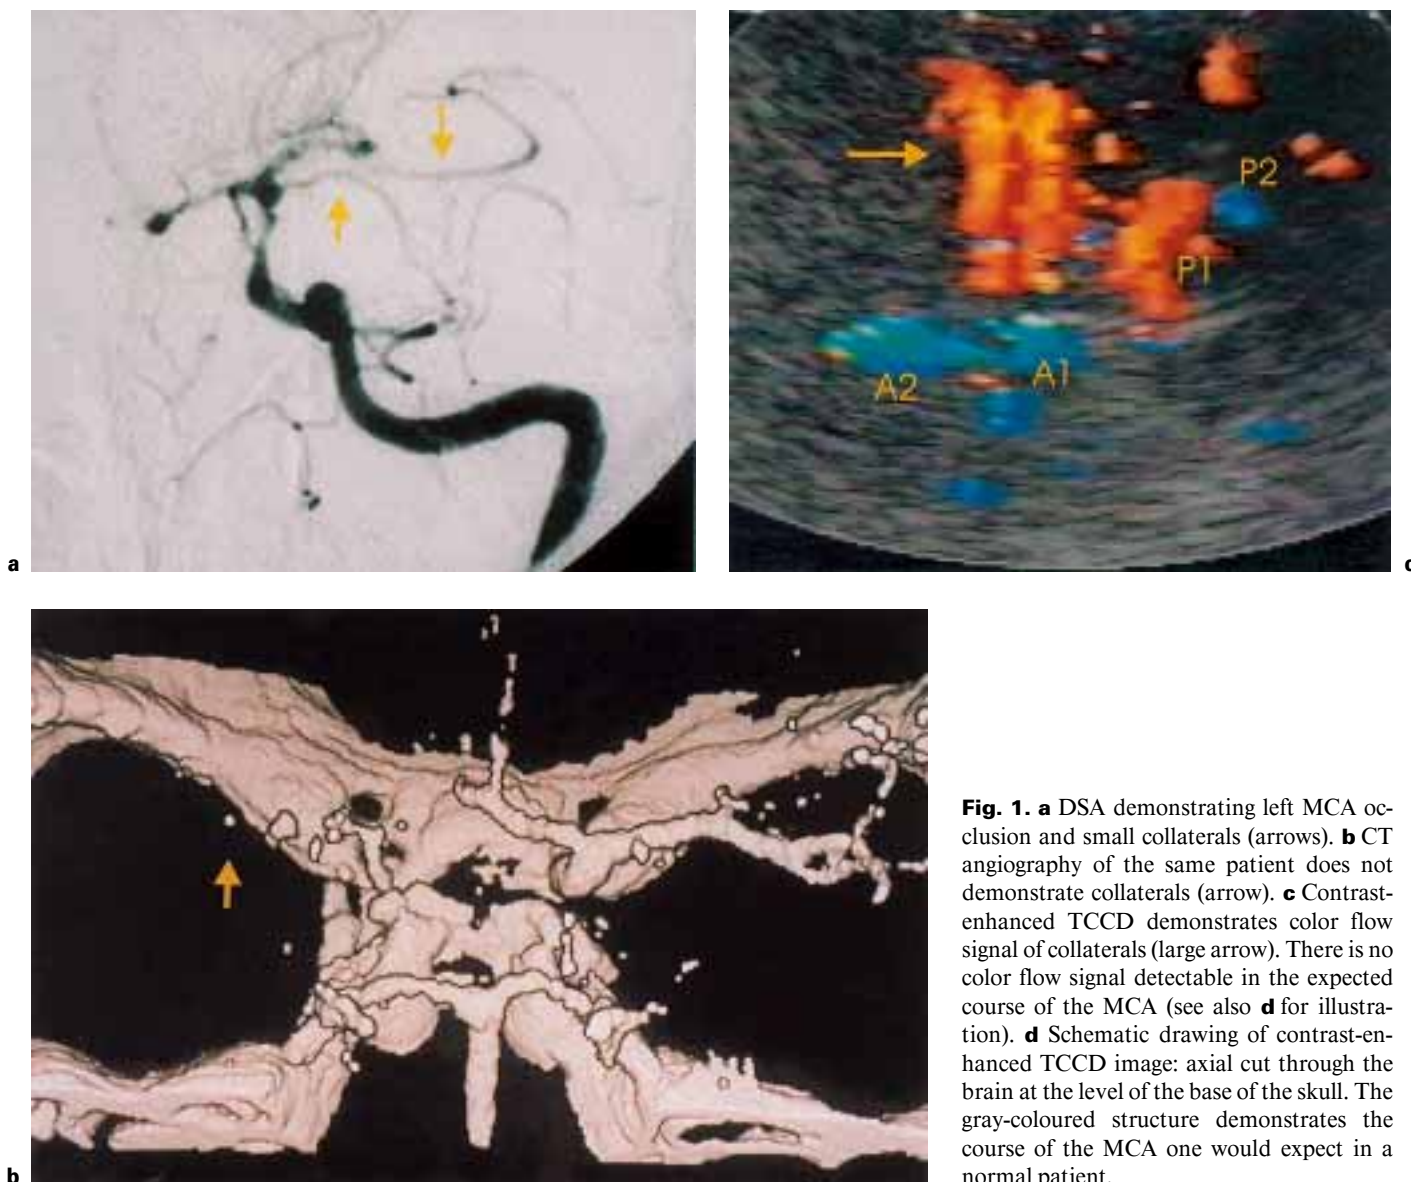 P2
P1
A2
A1
a
c
b
Fig. 1. a DSA demonstrating left MCA oc-
clusion and small collaterals (arrows). b CT
angiography of the same patient does not
demonstrate collaterals (arrow). c Contrast-
enhanced TCCD demonstrates color flow
signal of collaterals (large arrow). There is no
color flow signal detectable in the expected
course of the MCA (see also d for illustra-
tion). d Schematic drawing of contrast-en-
hanced TCCD image: axial cut through the
brain at the level of the base of the skull. The
gray-coloured structure demonstrates the
course of the MCA one would expect in a
normal patient.